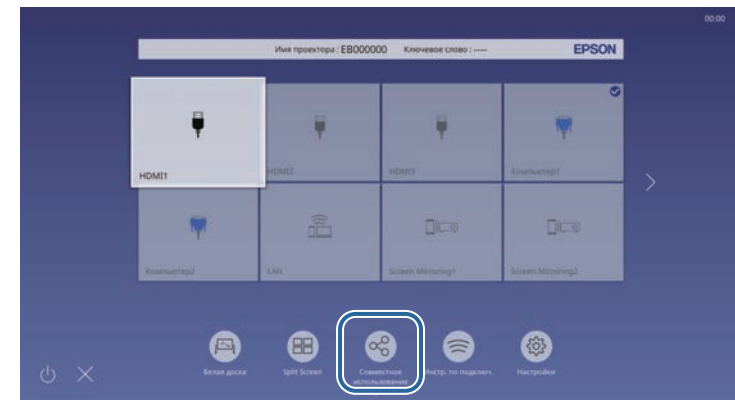 00:00
Имя проектора : EB000000 Ключевое слово : ---- EPSON
HDMI1
HDMI2
HDMI3
Компьютер1
Компьютер2
LAN
Screen Mirroring1
Screen Mirroring2
Белая доска
Split Screen
Совместное
использование
Инстр. по подключ.
Настройки